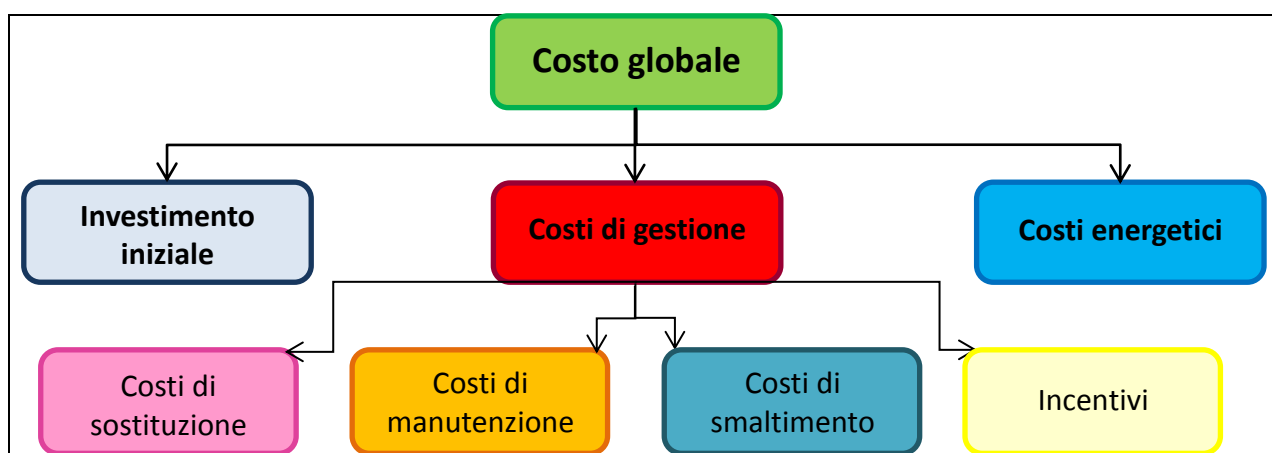 Costo globale
Investimento
iniziale
Costi di gestione
Costi energetici
Costi di
sostituzione
Costi di
manutenzione
Costi di
smaltimento
Incentivi